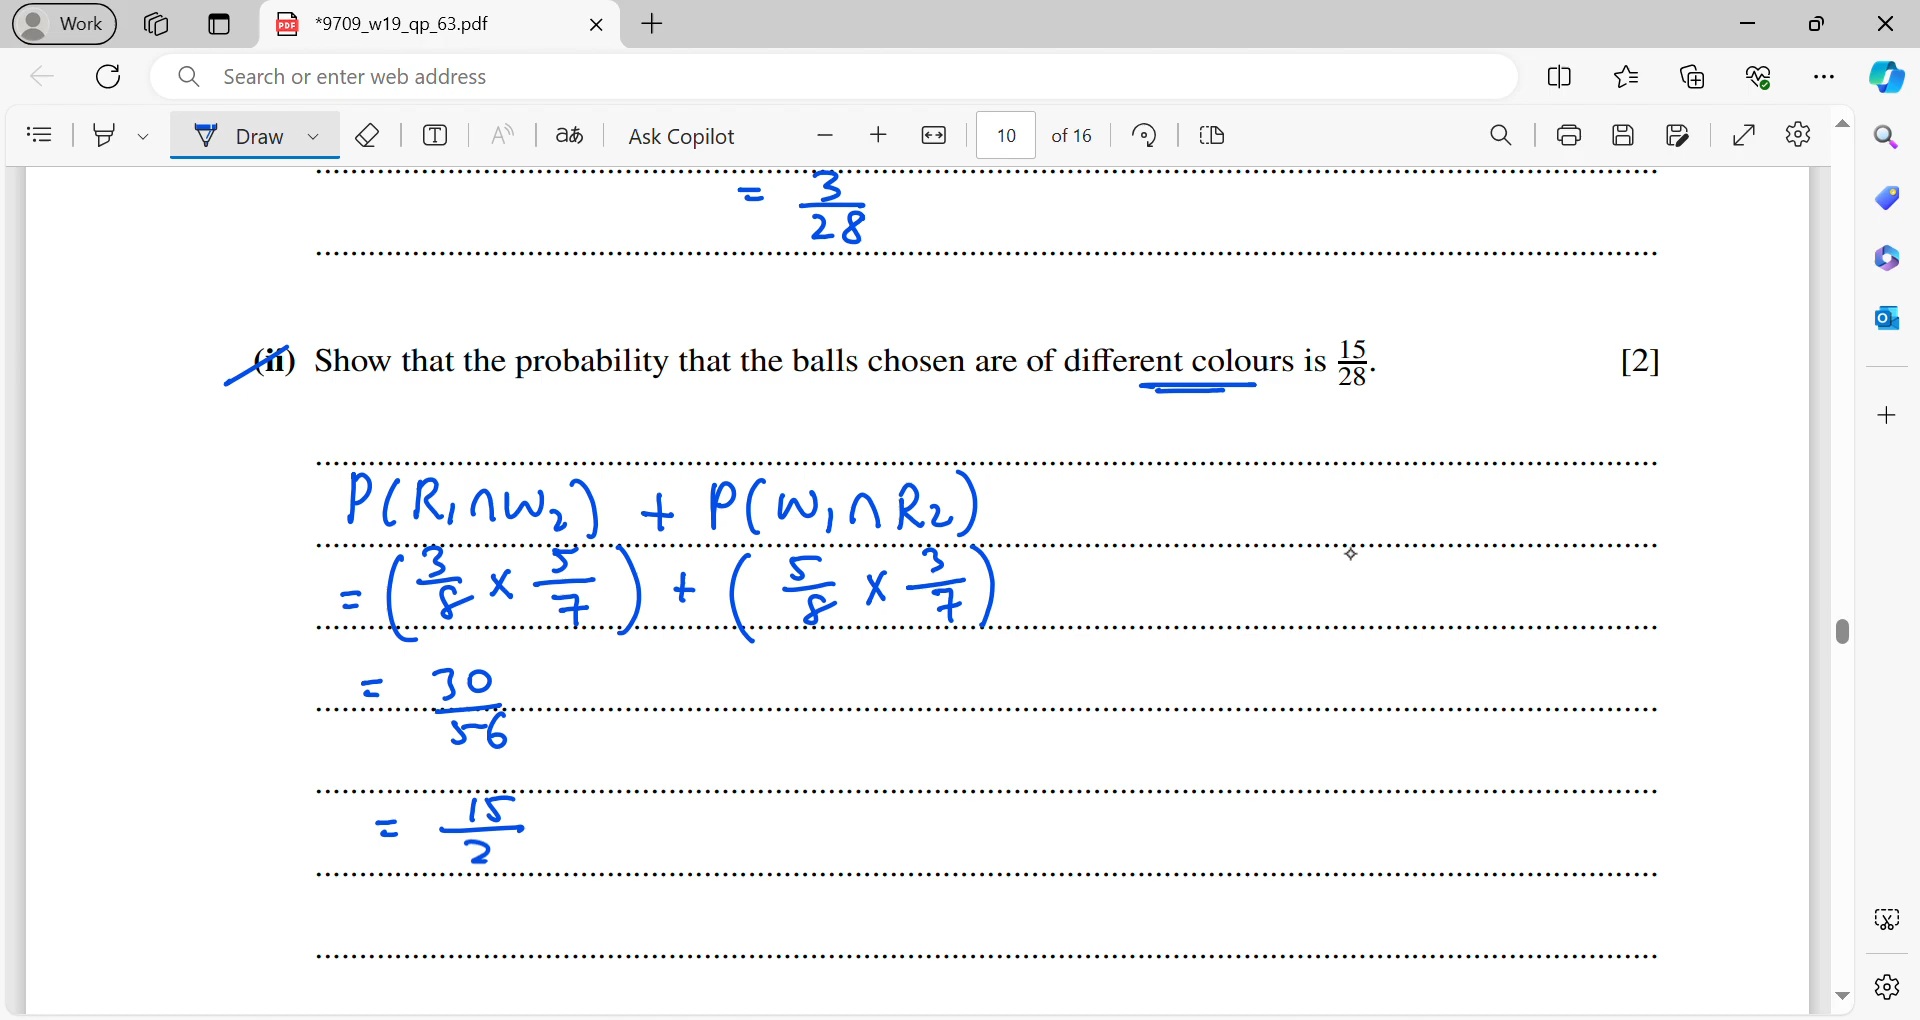 Work
*9709_w19_qp_63.pdf
Search or enter web address
Draw
aあ
Ask Copilot
10 of 16
= 3/28
(ii) Show that the probability that the balls chosen are of different colours is 15/28. [2]
P(R₁∩W₂) + P(W₁∩R₂)
= (3/8 × 5/7) + (5/8 × 3/7)
= 30/56
= 15/2